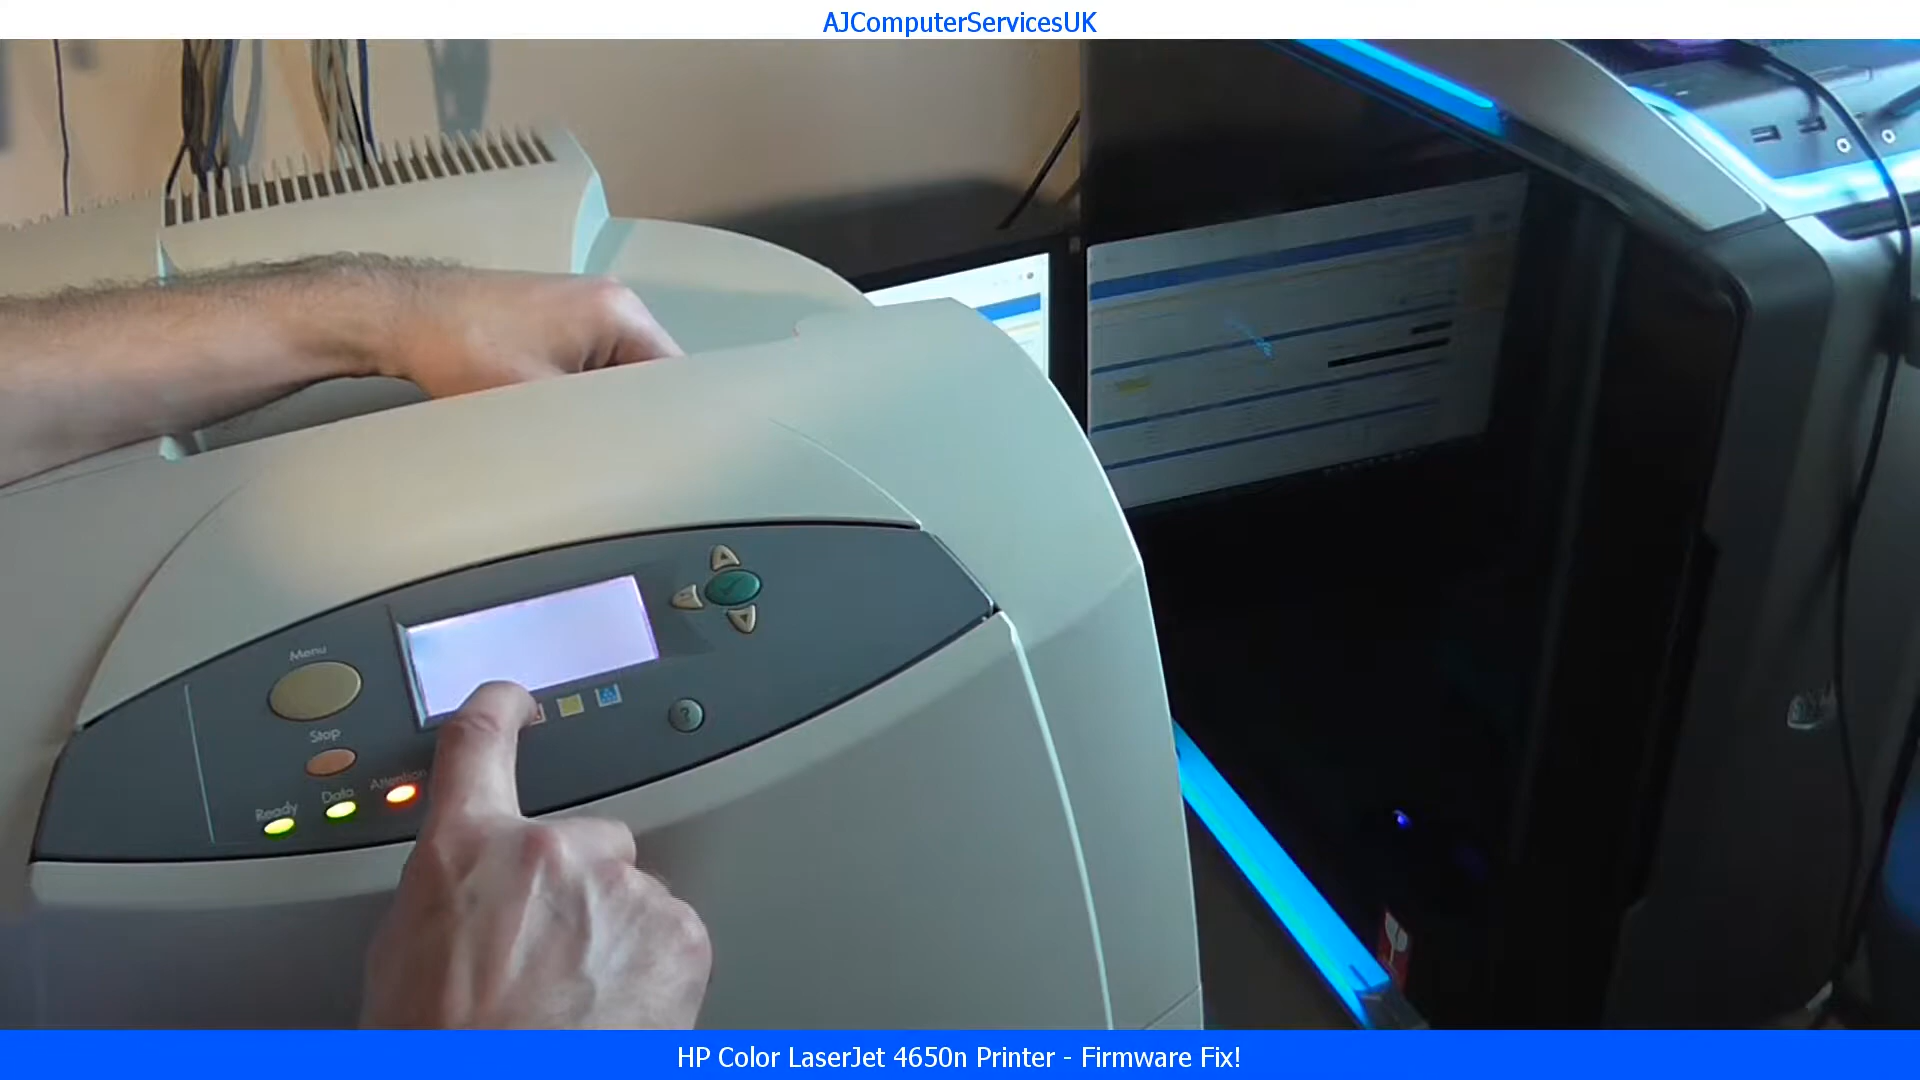 AJComputerServicesUK
Menu
Stop
Attention
Data
Ready
?
HP Color LaserJet 4650n Printer - Firmware Fix!